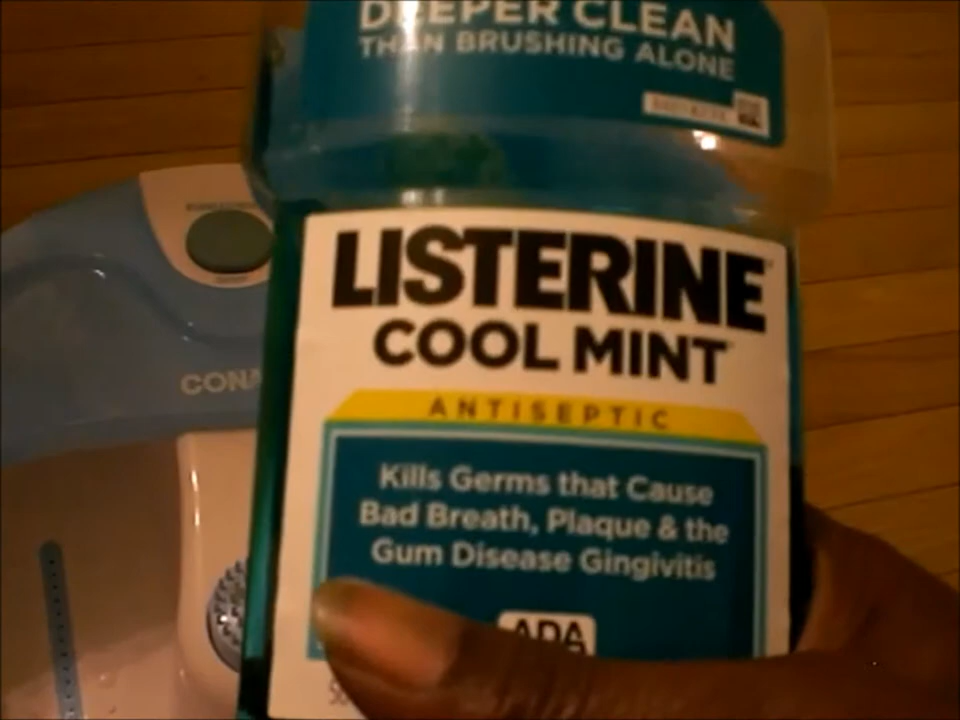 DEEPER CLEAN
THAN BRUSHING ALONE
LISTERINE
COOL MINT
ANTISEPTIC
Kills Germs that Cause
Bad Breath, Plaque & the
Gum Disease Gingivitis
ADA
CONA